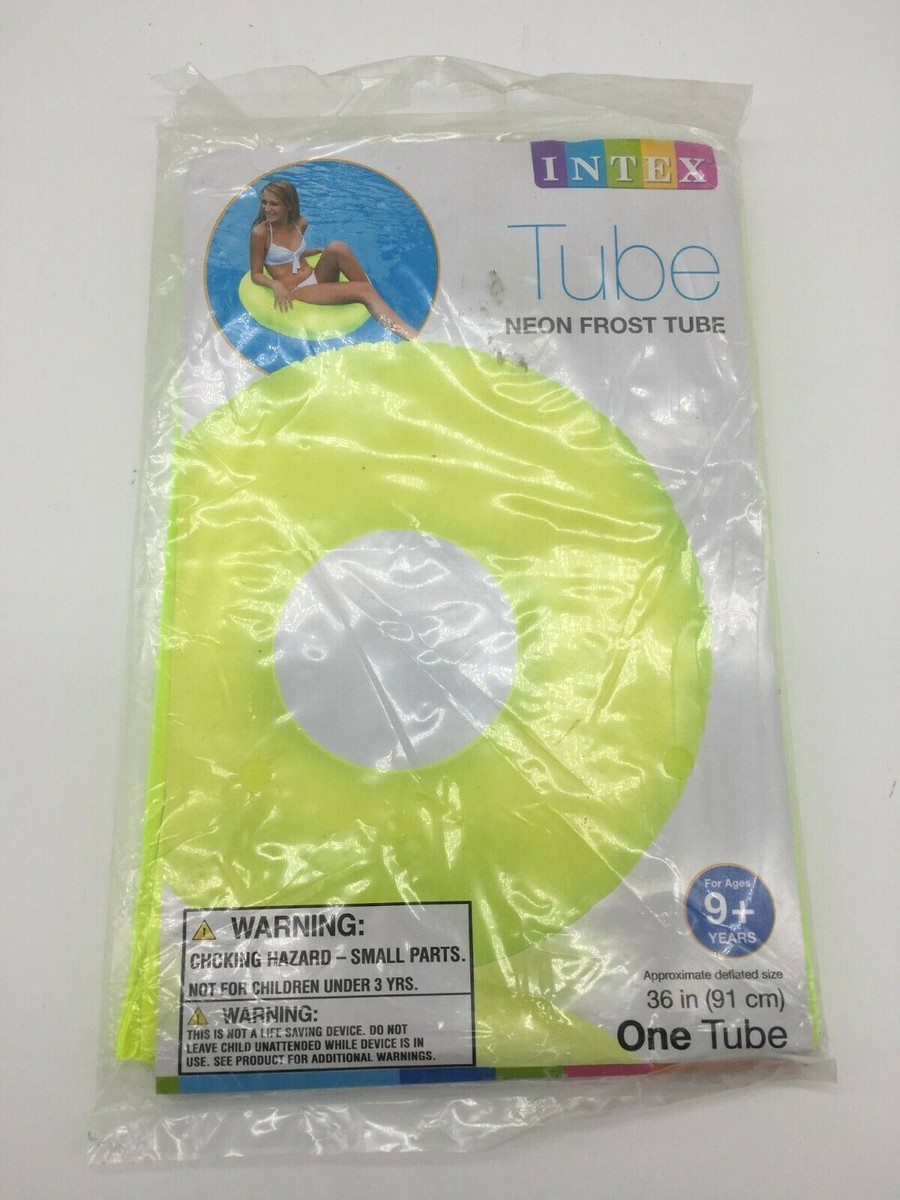 INTEX
Tube
NEON FROST TUBE
For Ages
9+
YEARS
WARNING:
CHOKING HAZARD – SMALL PARTS.
NOT FOR CHILDREN UNDER 3 YRS.
WARNING:
THIS IS NOT A LIFE SAVING DEVICE. DO NOT
LEAVE CHILD UNATTENDED WHILE DEVICE IS IN
USE. SEE PRODUCT FOR ADDITIONAL WARNINGS.
Approximate deflated size
36 in (91 cm)
One Tube